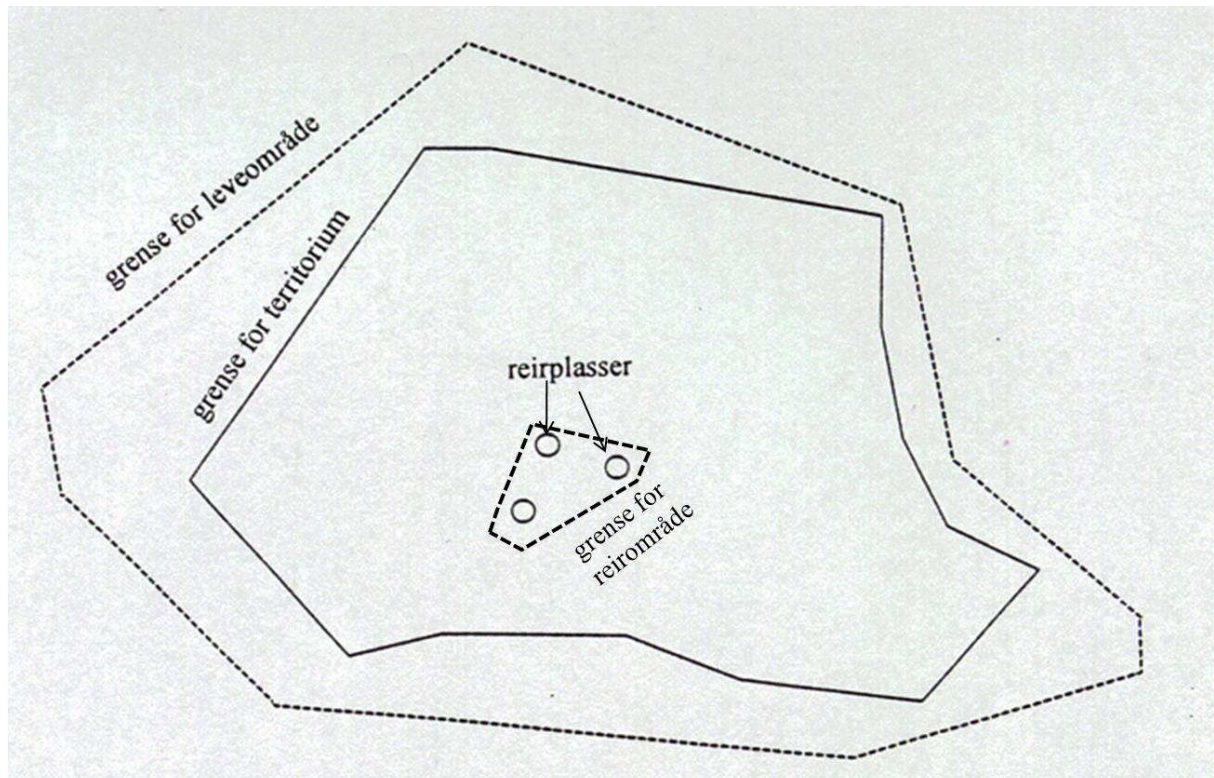 grense for leveområde
grense for territorium
reirplasser
grense for
reirområde